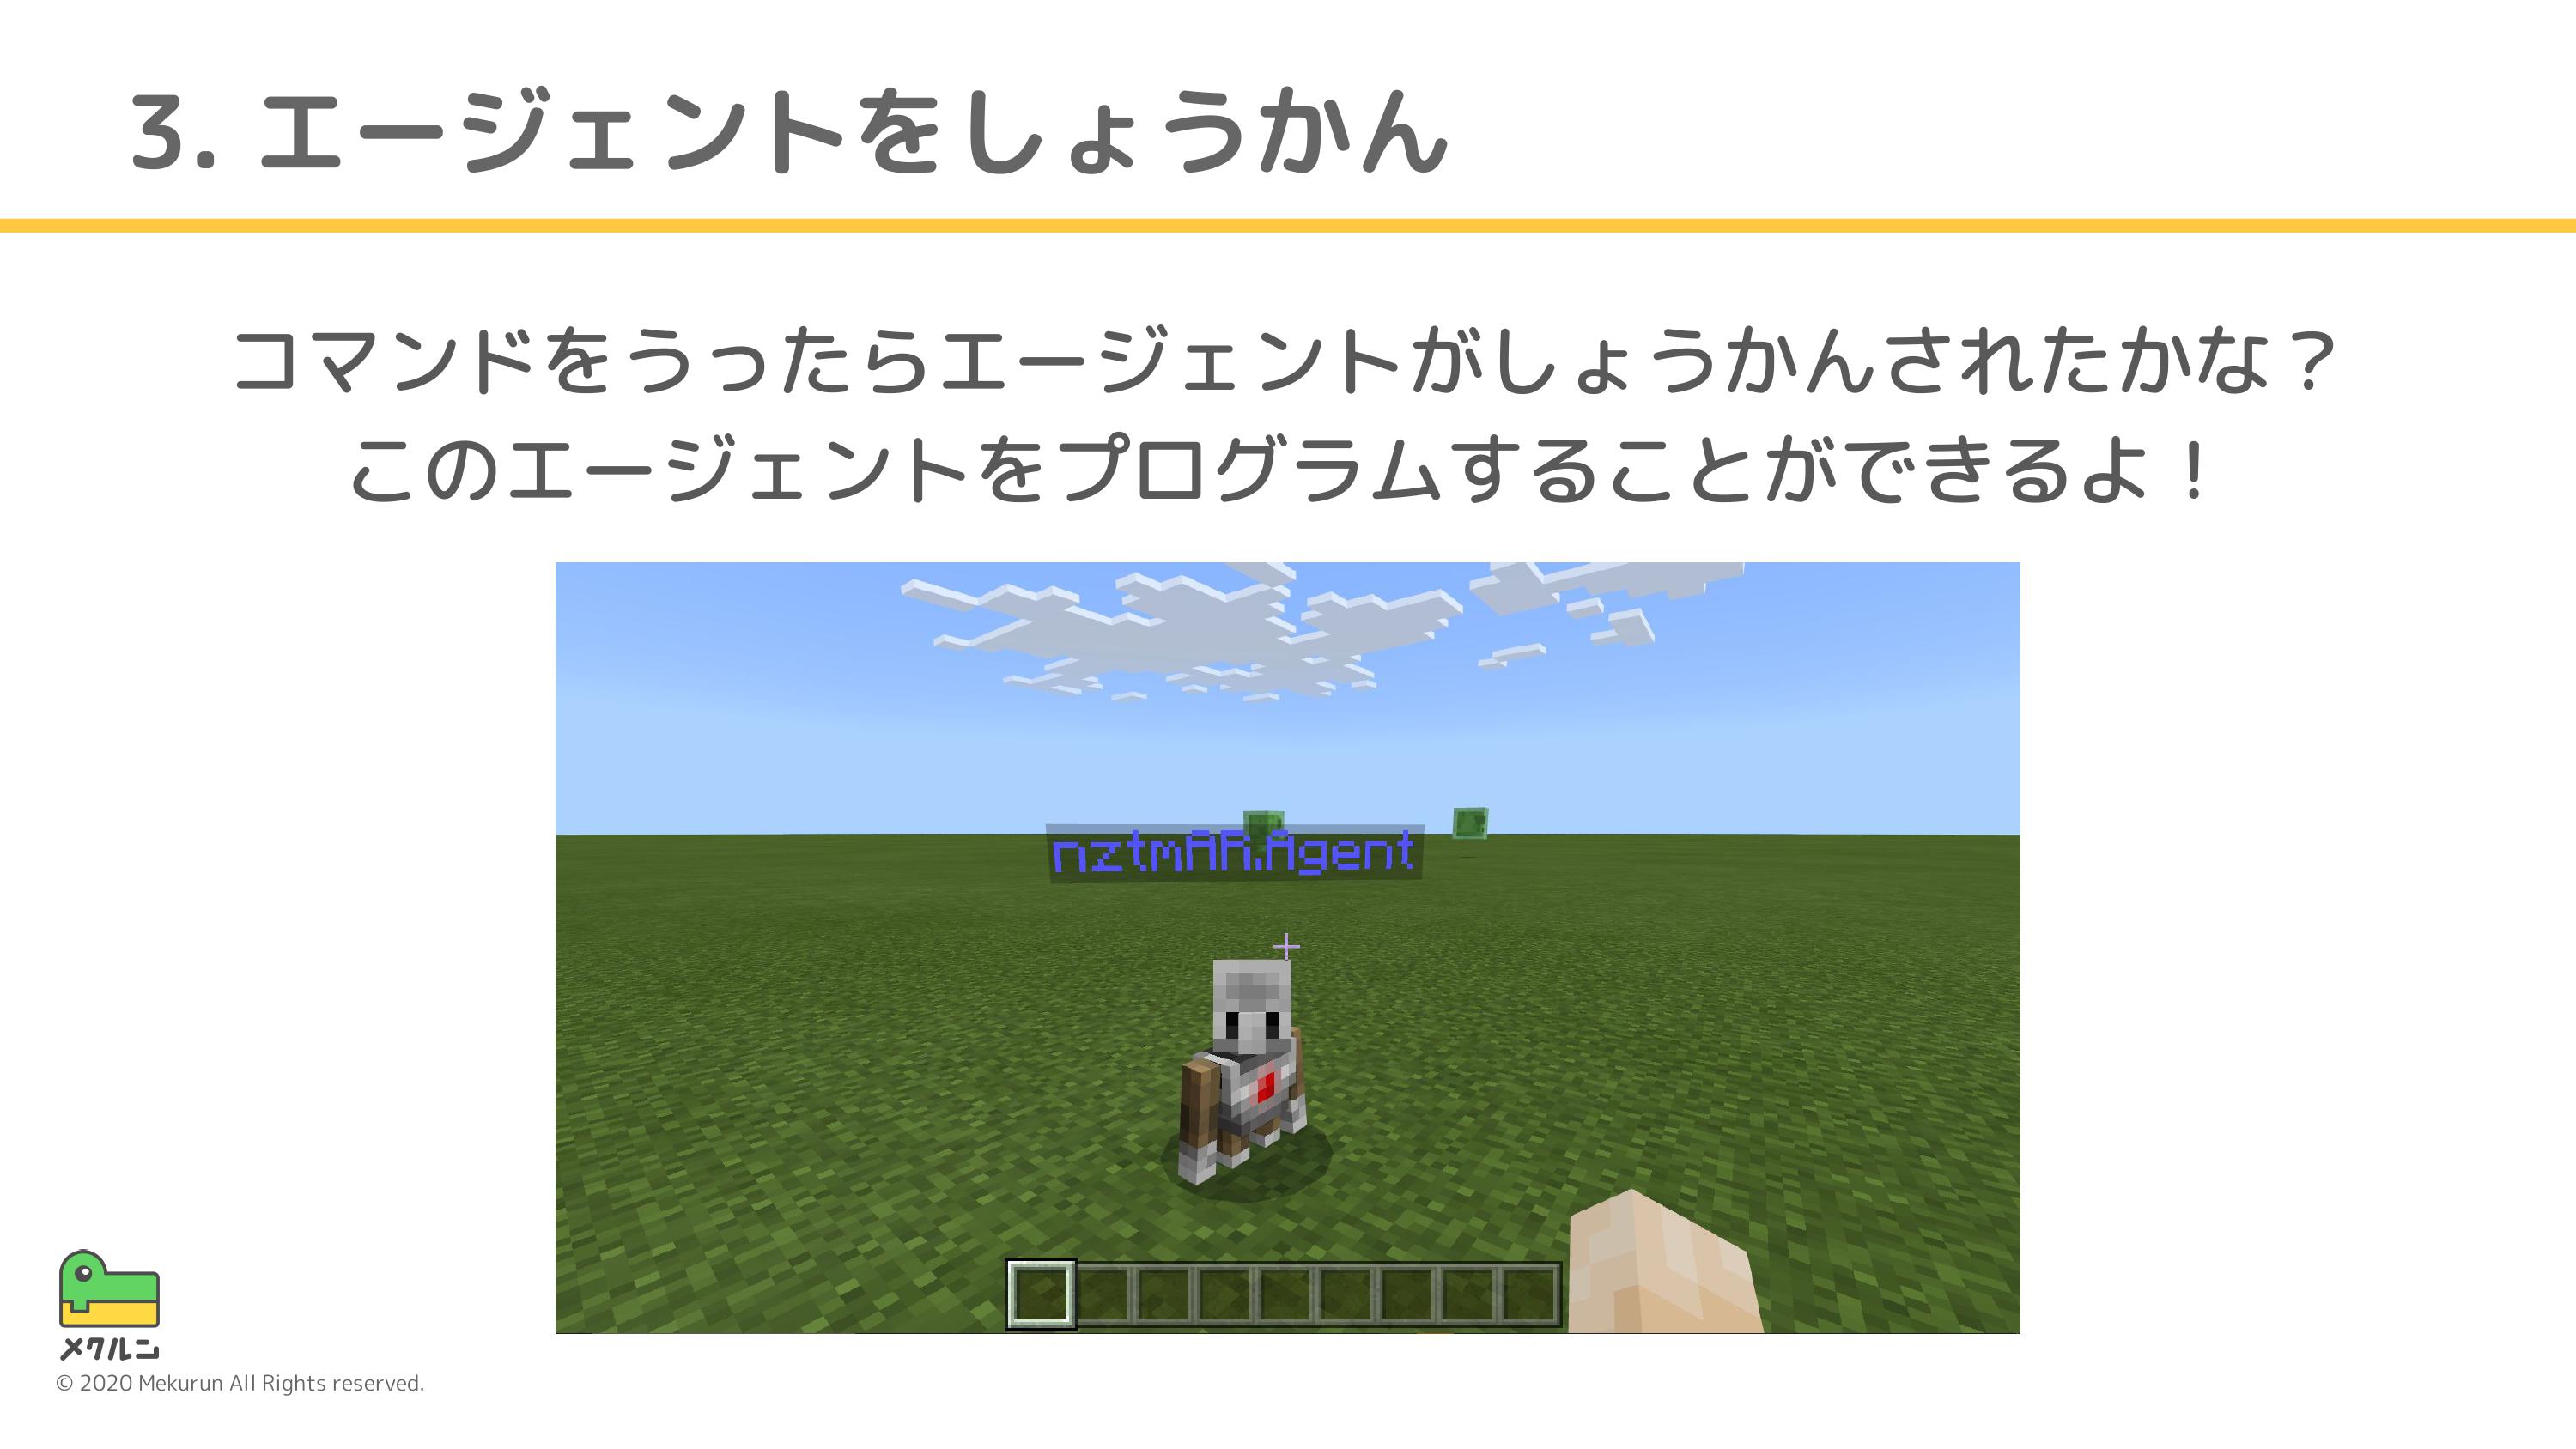 3. エージェントをしょうかん
コマンドをうったらエージェントがしょうかんされたかな？
このエージェントをプログラムすることができるよ！
nztmAR.Agent
メクルン
© 2020 Mekurun All Rights reserved.